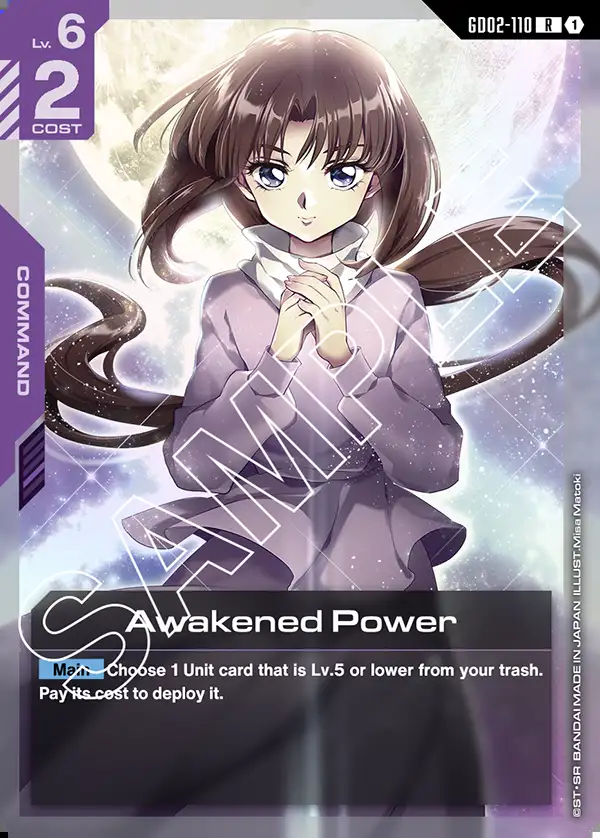 GD02-110 R 1
Lv. 6
2
COST
COMMAND
SAMPLE
Awakened Power
Main Choose 1 Unit card that is Lv.5 or lower from your trash.
Pay its cost to deploy it.
©ST・SR BANDAI MADE IN JAPAN ILLUST.Misa Matoki